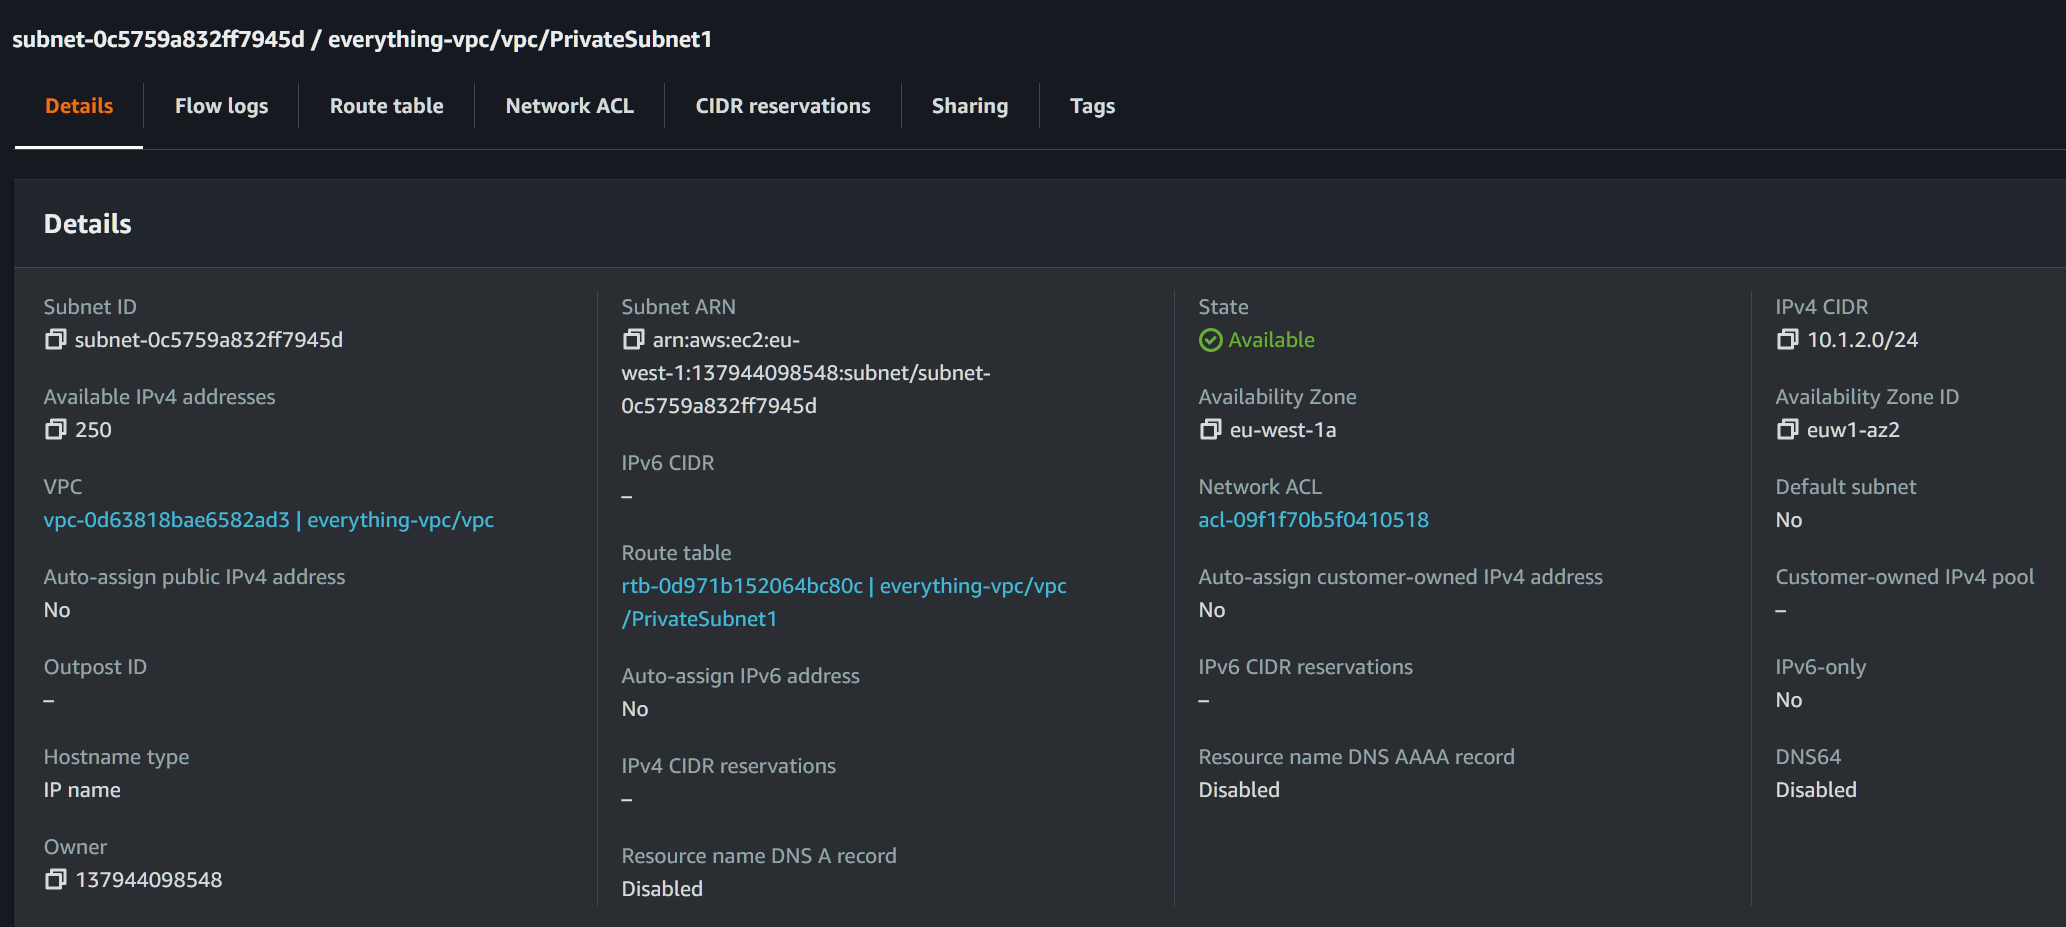 subnet-0c5759a832ff7945d / everything-vpc/vpc/PrivateSubnet1
Details
Flow logs
Route table
Network ACL
CIDR reservations
Sharing
Tags
Details
Subnet ID
subnet-0c5759a832ff7945d
Available IPv4 addresses
250
VPC
vpc-0d63818bae6582ad3 | everything-vpc/vpc
Auto-assign public IPv4 address
No
Outpost ID
–
Hostname type
IP name
Owner
137944098548
Subnet ARN
arn:aws:ec2:eu-
west-1:137944098548:subnet/subnet-
0c5759a832ff7945d
IPv6 CIDR
–
Route table
rtb-0d971b152064bc80c | everything-vpc/vpc
/PrivateSubnet1
Auto-assign IPv6 address
No
IPv4 CIDR reservations
–
Resource name DNS A record
Disabled
State
Available
Availability Zone
eu-west-1a
Network ACL
acl-09f1f70b5f0410518
Auto-assign customer-owned IPv4 address
No
IPv6 CIDR reservations
–
Resource name DNS AAAA record
Disabled
IPv4 CIDR
10.1.2.0/24
Availability Zone ID
euw1-az2
Default subnet
No
Customer-owned IPv4 pool
–
IPv6-only
No
DNS64
Disabled